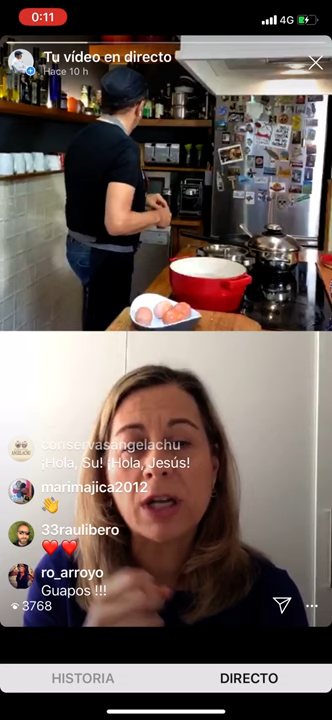 0:11
4G
Tu vídeo en directo
Hace 10 h
conservasangelachu
¡Hola, Su! ¡Hola, Jesús!
marimajica2012
👋
33raulibero
❤️❤️
ro_arroyo
Guapos !!!
3768
HISTORIA
DIRECTO